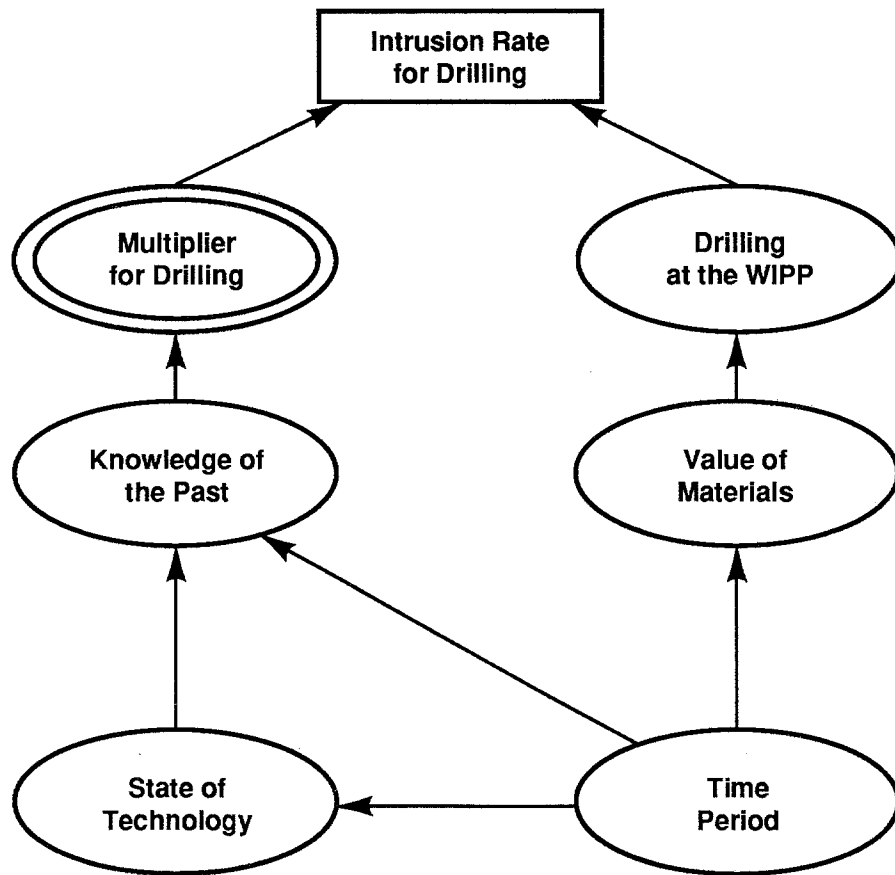 Intrusion Rate
for Drilling
Multiplier
for Drilling
Drilling
at the WIPP
Knowledge of
the Past
Value of
Materials
State of
Technology
Time
Period